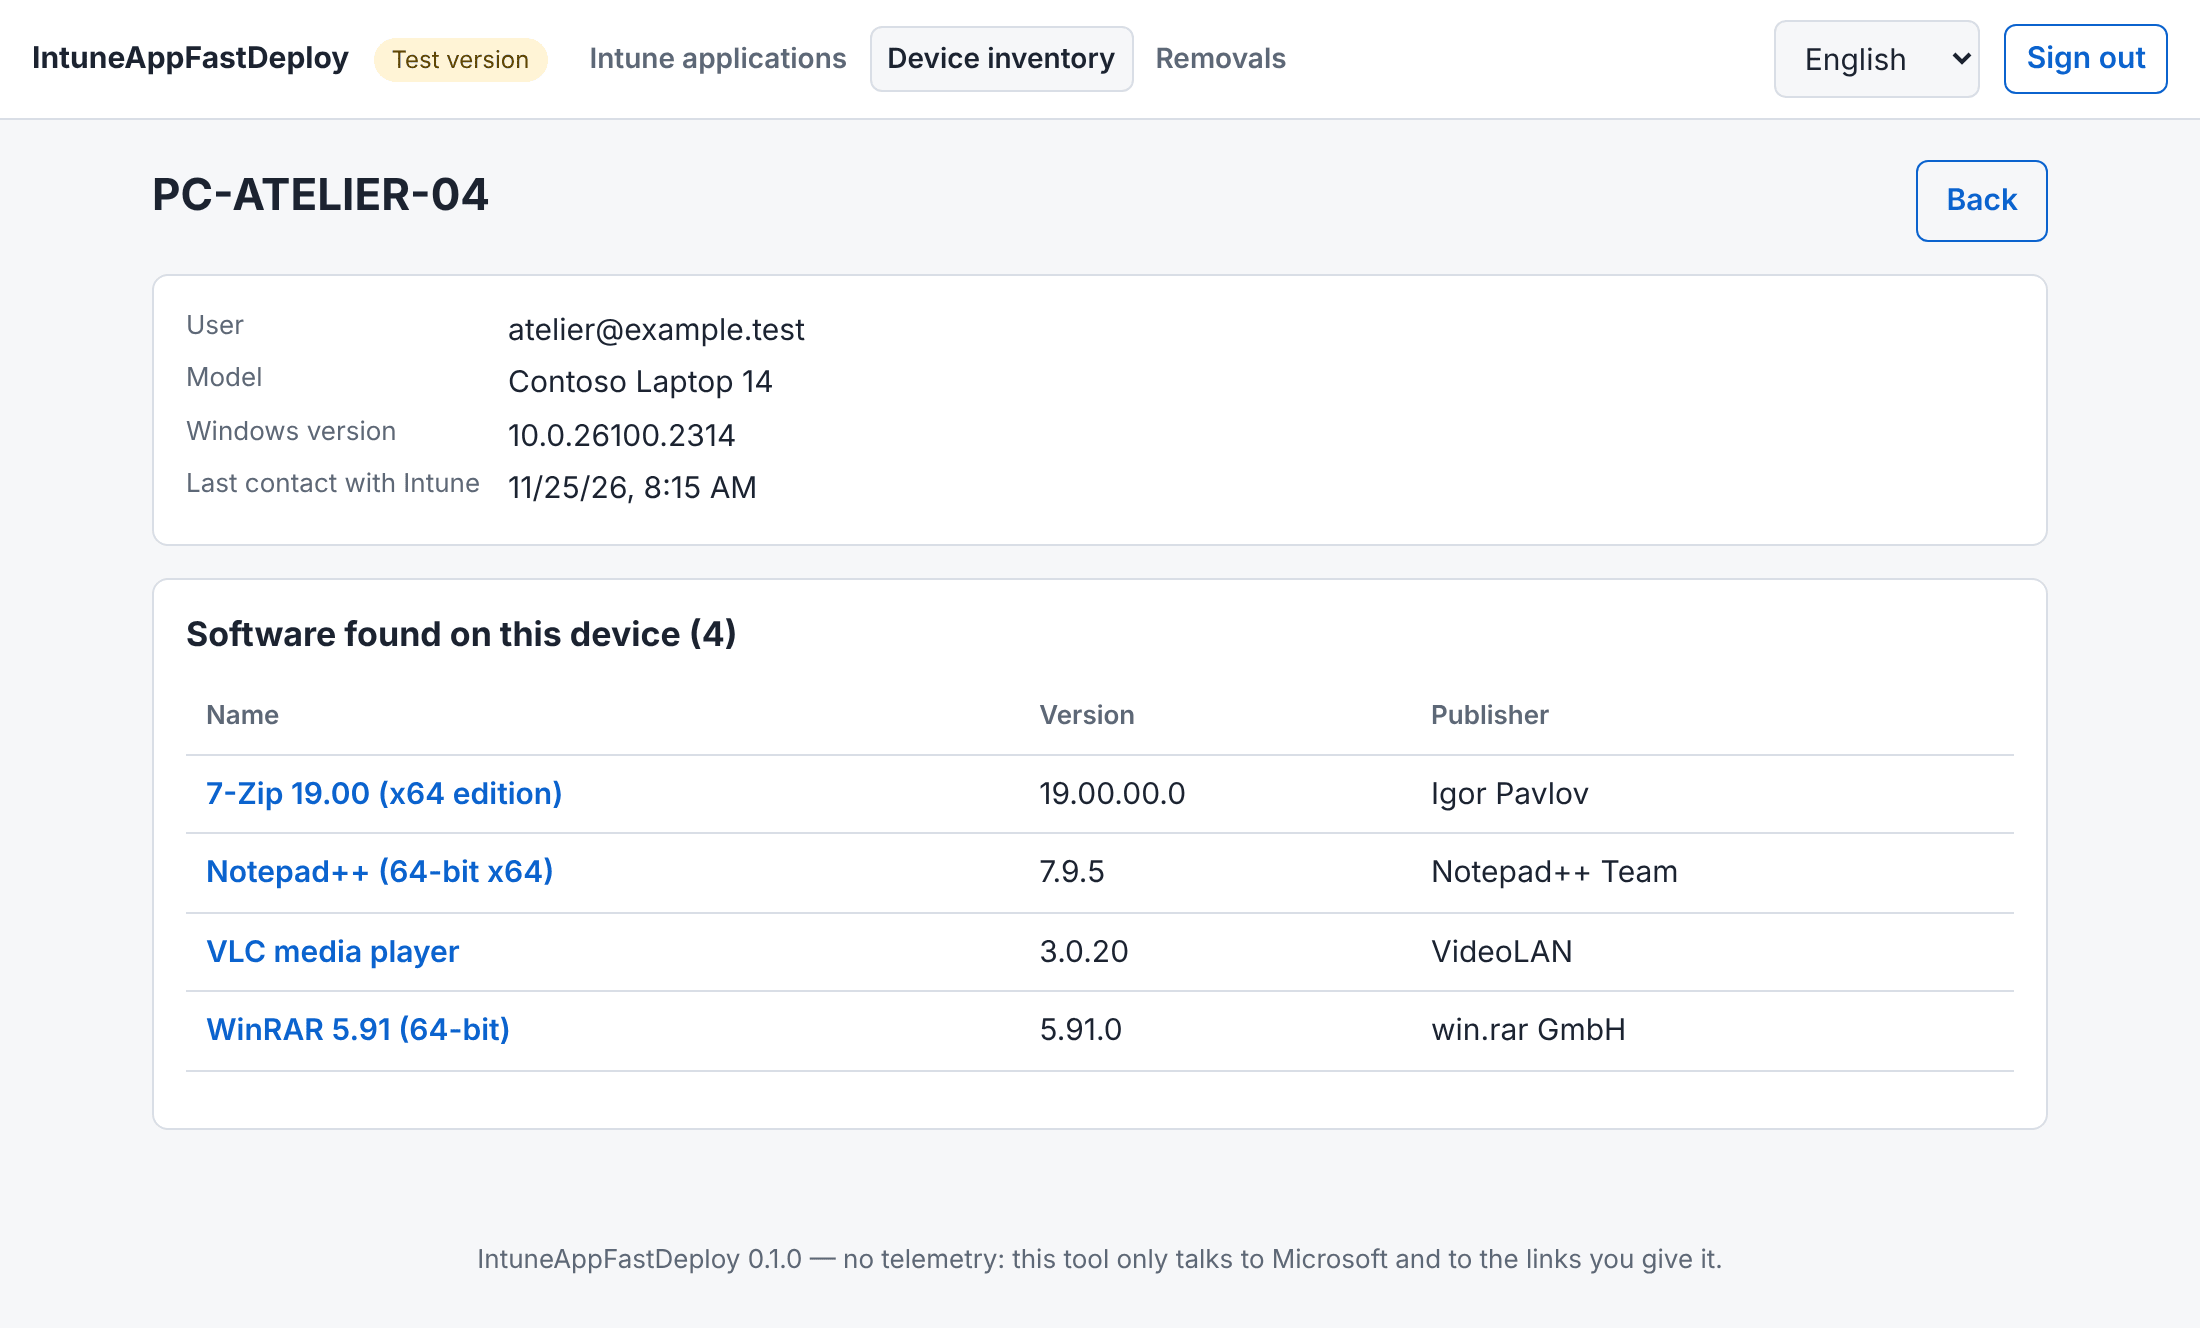 IntuneAppFastDeploy Test version Intune applications Device inventory Removals English Sign out
PC-ATELIER-04 Back
User atelier@example.test
Model Contoso Laptop 14
Windows version 10.0.26100.2314
Last contact with Intune 11/25/26, 8:15 AM
Software found on this device (4)
Name Version Publisher
7-Zip 19.00 (x64 edition) 19.00.00.0 Igor Pavlov
Notepad++ (64-bit x64) 7.9.5 Notepad++ Team
VLC media player 3.0.20 VideoLAN
WinRAR 5.91 (64-bit) 5.91.0 win.rar GmbH
IntuneAppFastDeploy 0.1.0 — no telemetry: this tool only talks to Microsoft and to the links you give it.